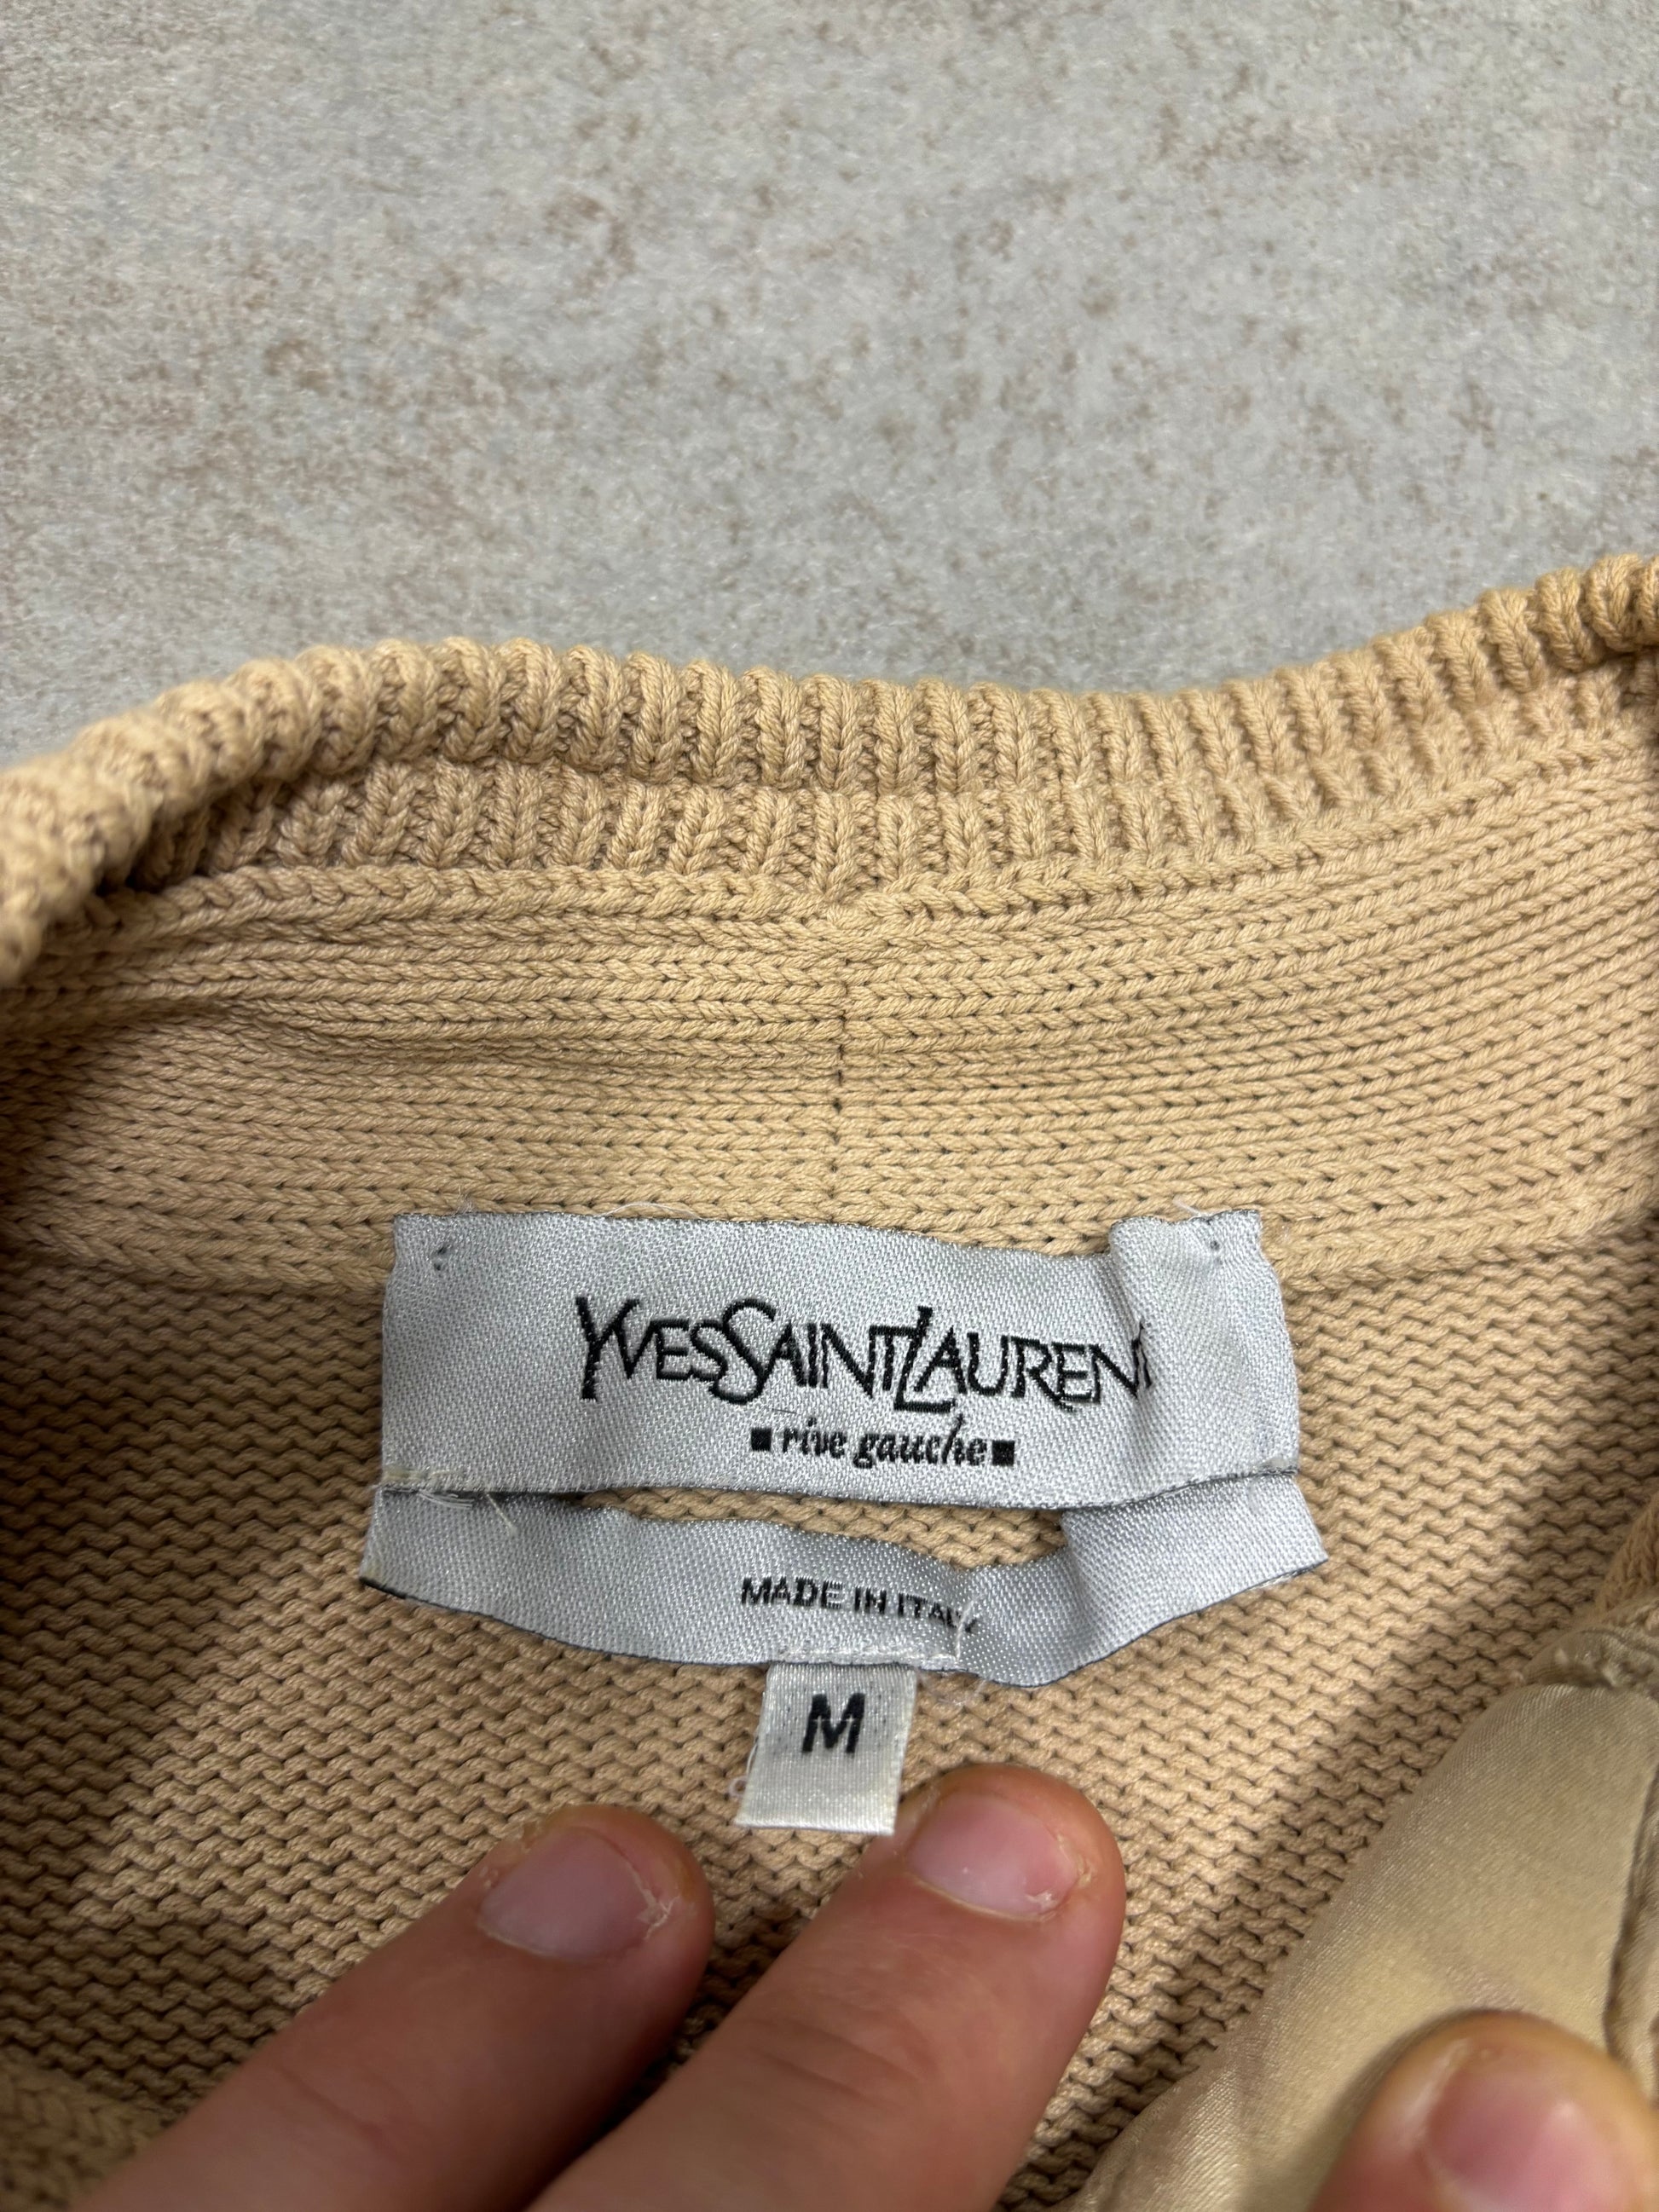 YVESSAINTLAURENT
rive gauche
MADE IN ITALY
M